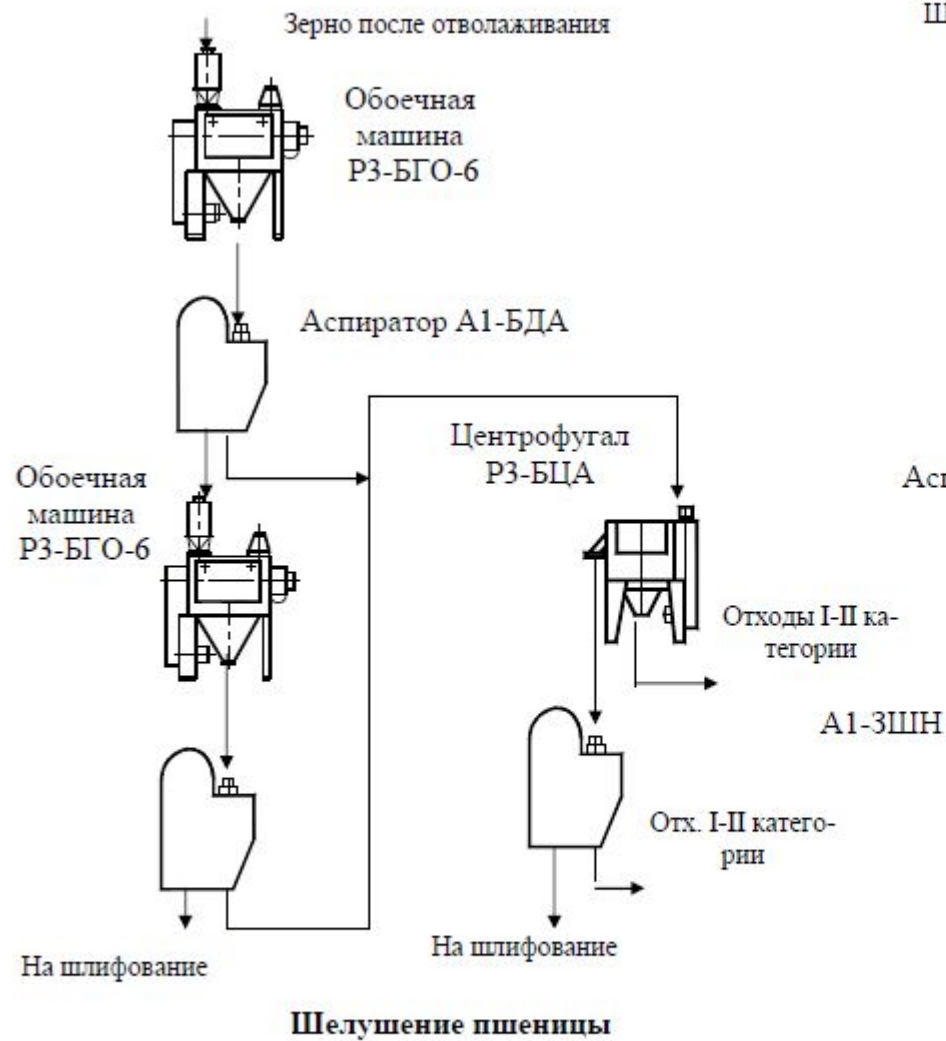 Зерно после отволаживания
Ш
Обоечная
машина
Р3-БГО-6
Аспиратор А1-БДА
Центрофугал
Р3-БЦА
Обоечная
машина
Р3-БГО-6
Асп
Отходы I-II ка-
тегории
А1-ЗШН
Отх. I-II катего-
рии
На шлифование
На шлифование
Шелушение пшеницы